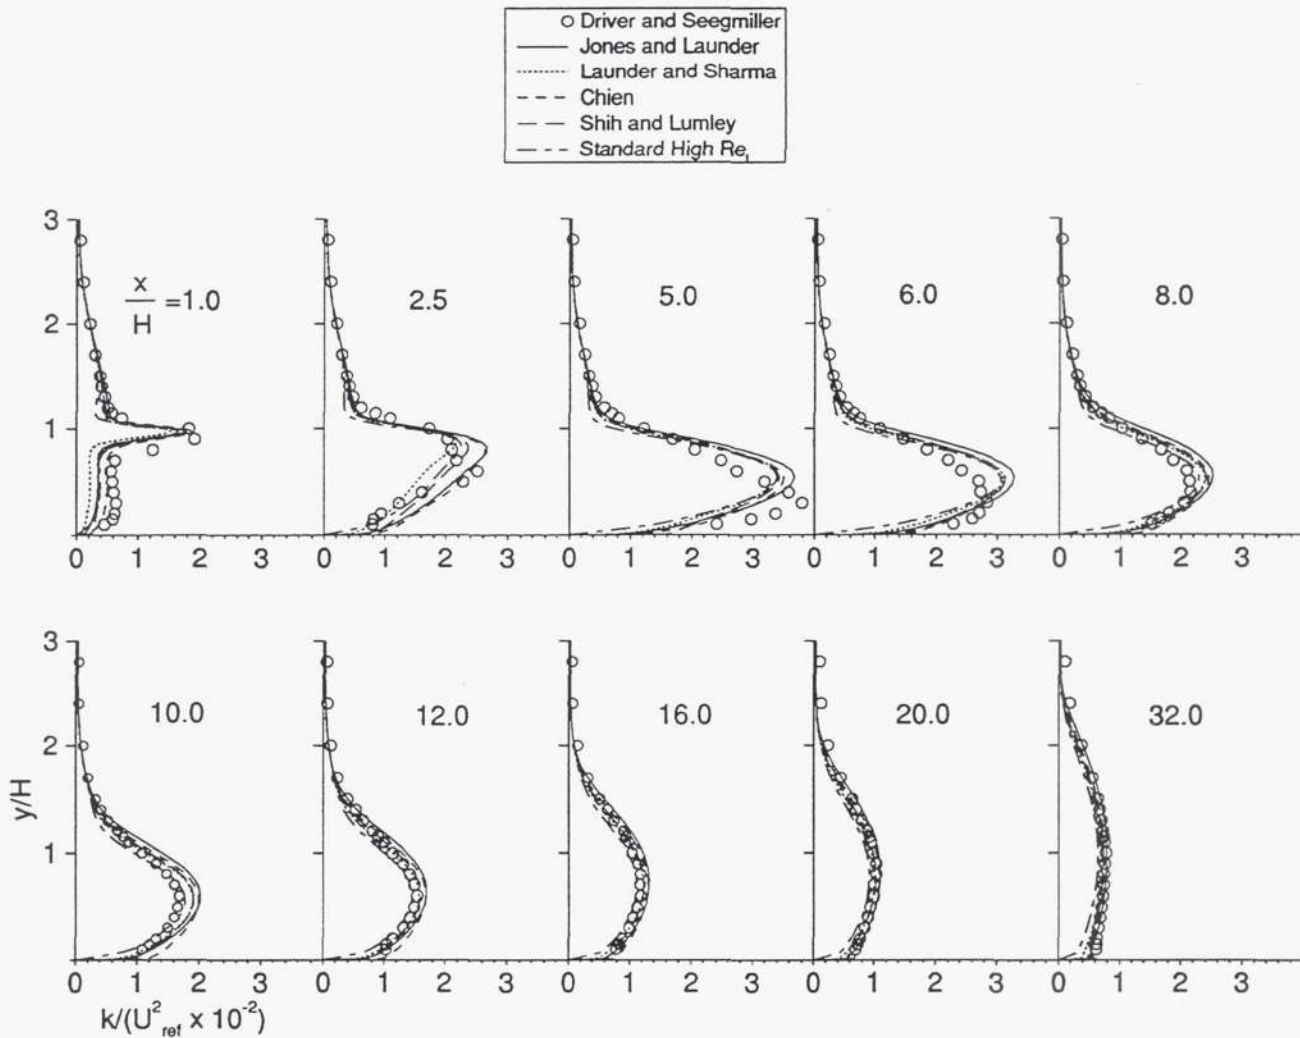 Driver and Seegmiller
Jones and Launder
Launder and Sharma
Chien
Shih and Lumley
Standard High Re
3
2
1
0
x/H =1.0
2.5
5.0
6.0
8.0
0 1 2 3
0 1 2 3
0 1 2 3
0 1 2 3
0 1 2 3
3
2
1
y/H
10.0
12.0
16.0
20.0
32.0
0 1 2 3
0 1 2 3
0 1 2 3
0 1 2 3
0 1 2 3
k/(U²ref x 10⁻²)